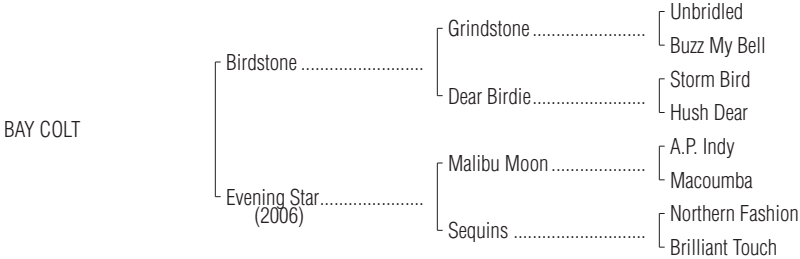 Unbridled
Grindstone
Buzz My Bell
Birdstone
Storm Bird
Dear Birdie
Hush Dear
BAY COLT
A.P. Indy
Malibu Moon
Macoumba
Evening Star
(2006)
Northern Fashion
Sequins
Brilliant Touch